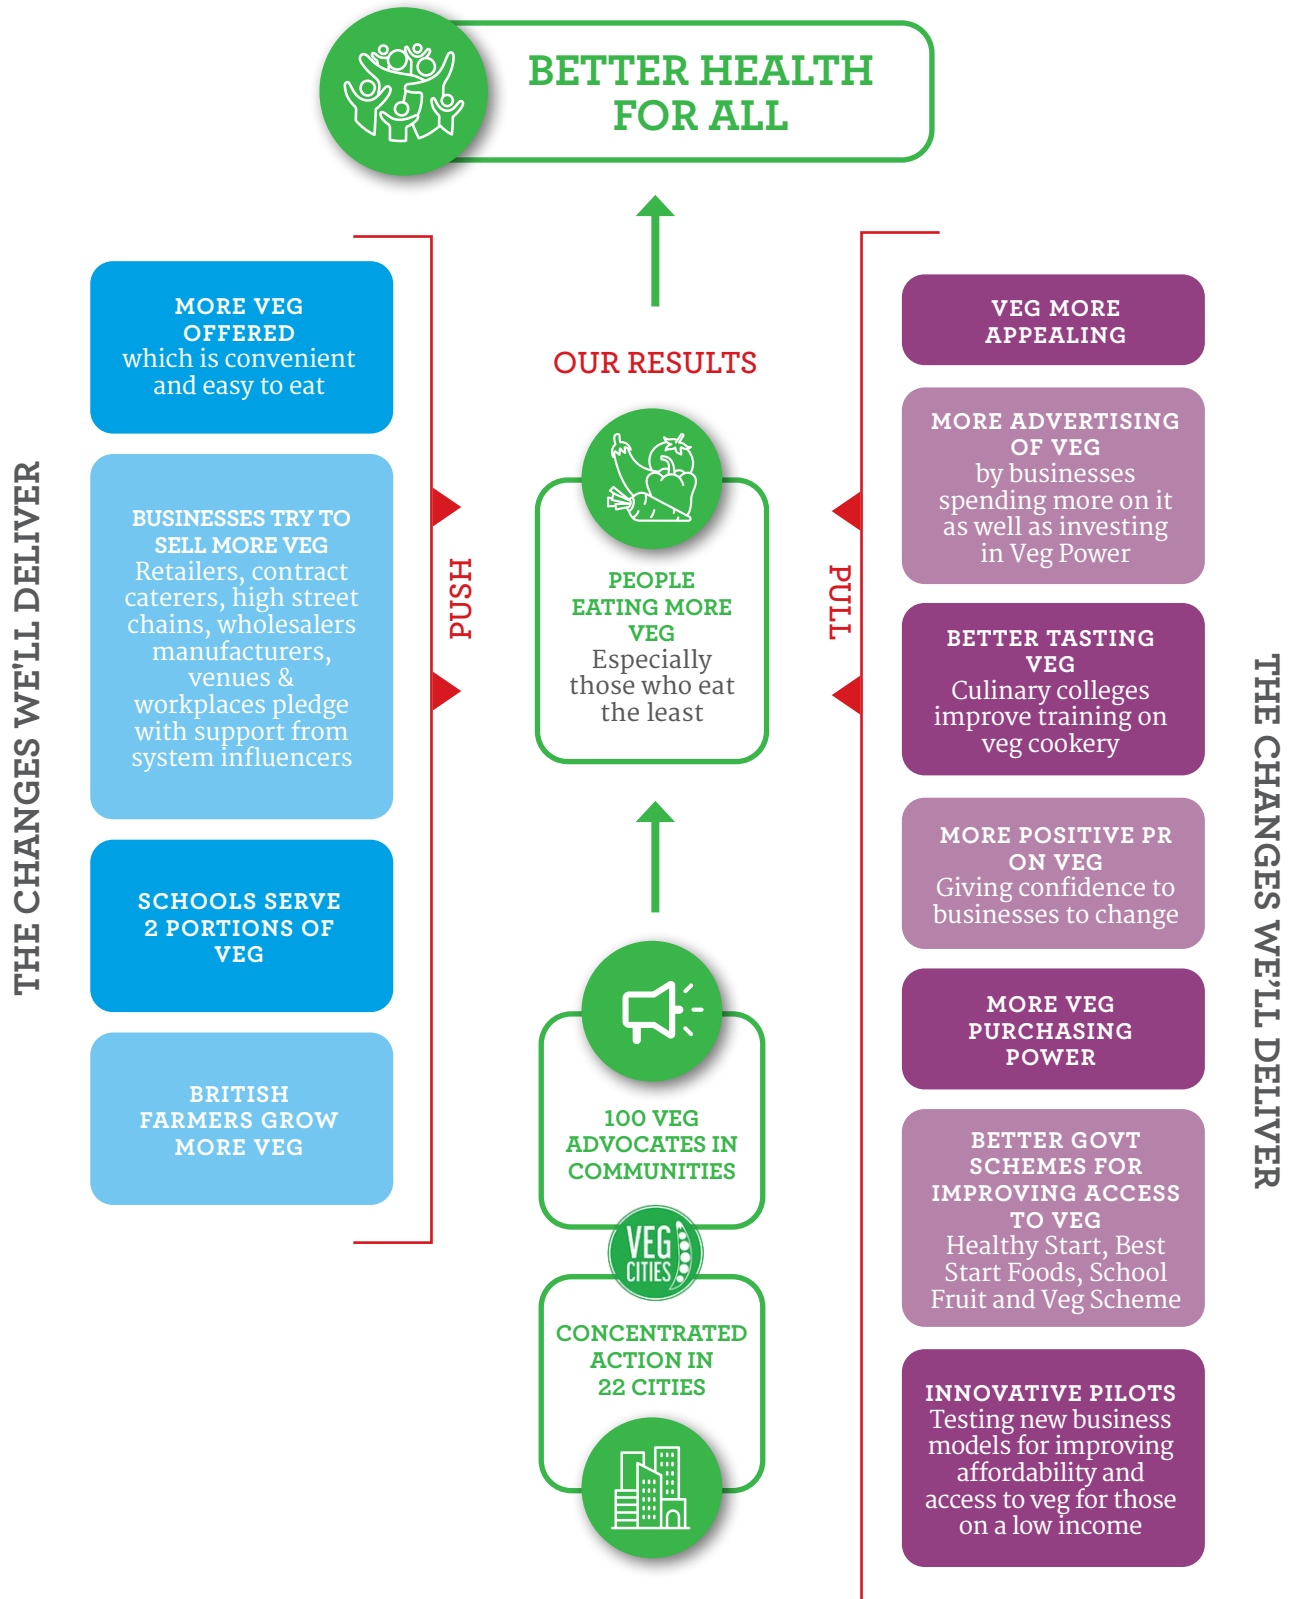 BETTER HEALTH
FOR ALL
THE CHANGES WE'LL DELIVER
MORE VEG
OFFERED
which is convenient
and easy to eat
BUSINESSES TRY TO
SELL MORE VEG
Retailers, contract
caterers, high street
chains, wholesalers
manufacturers,
venues &
workplaces pledge
with support from
system influencers
SCHOOLS SERVE
2 PORTIONS OF
VEG
BRITISH
FARMERS GROW
MORE VEG
PUSH
OUR RESULTS
PEOPLE
EATING MORE
VEG
Especially
those who eat
the least
100 VEG
ADVOCATES IN
COMMUNITIES
VEG
CITIES
CONCENTRATED
ACTION IN
22 CITIES
PULL
VEG MORE
APPEALING
MORE ADVERTISING
OF VEG
by businesses
spending more on it
as well as investing
in Veg Power
BETTER TASTING
VEG
Culinary colleges
improve training on
veg cookery
MORE POSITIVE PR
ON VEG
Giving confidence to
businesses to change
MORE VEG
PURCHASING
POWER
BETTER GOVT
SCHEMES FOR
IMPROVING ACCESS
TO VEG
Healthy Start, Best
Start Foods, School
Fruit and Veg Scheme
INNOVATIVE PILOTS
Testing new business
models for improving
affordability and
access to veg for those
on a low income
THE CHANGES WE’LL DELIVER